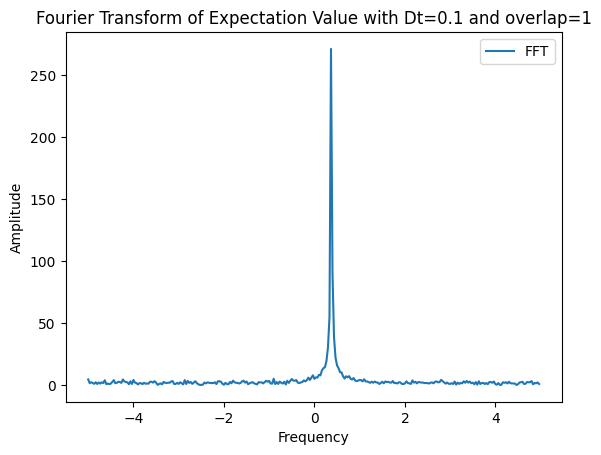 Fourier Transform of Expectation Value with Dt=0.1 and overlap=1
FFT
250
200
150
100
50
0
Amplitude
−4
−2
0
2
4
Frequency